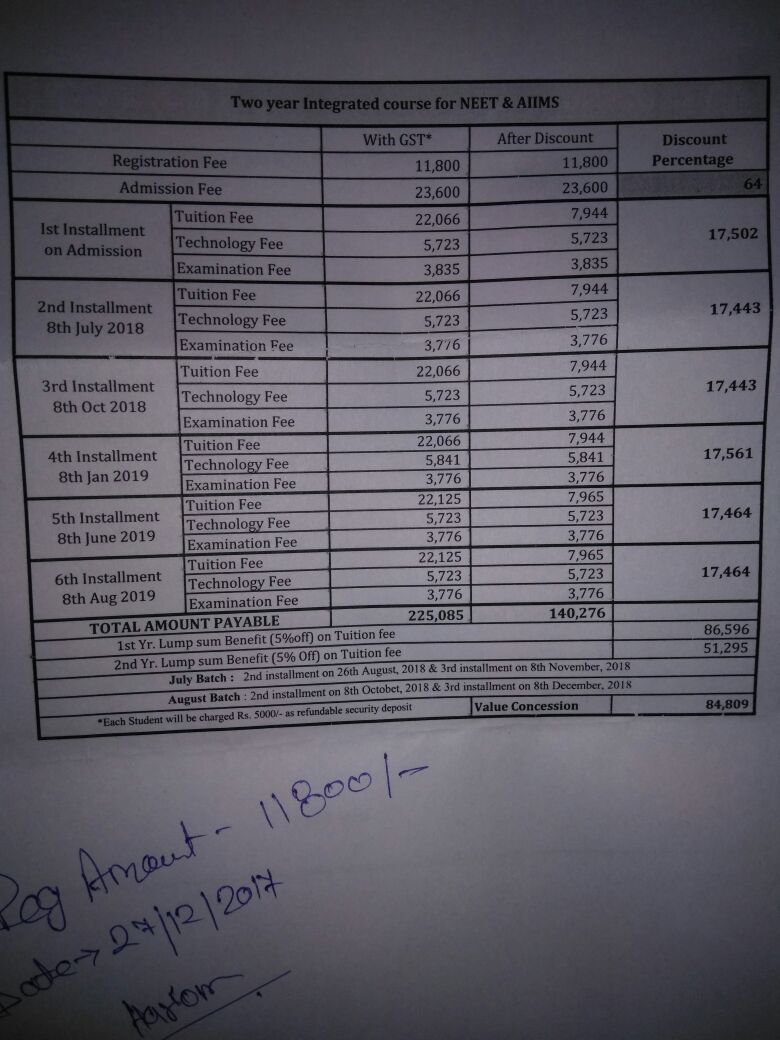 Two year Integrated course for NEET & AIIMS
With GST* After Discount Discount Percentage
Registration Fee 11,800 11,800
Admission Fee 23,600 23,600 64
1st Installment on Admission Tuition Fee 22,066 7,944 17,502
Technology Fee 5,723 5,723
Examination Fee 3,835 3,835
2nd Installment 8th July 2018 Tuition Fee 22,066 7,944 17,443
Technology Fee 5,723 5,723
Examination Fee 3,776 3,776
3rd Installment 8th Oct 2018 Tuition Fee 22,066 7,944 17,443
Technology Fee 5,723 5,723
Examination Fee 3,776 3,776
4th Installment 8th Jan 2019 Tuition Fee 22,066 7,944 17,561
Technology Fee 5,841 5,841
Examination Fee 3,776 3,776
5th Installment 8th June 2019 Tuition Fee 22,125 7,965 17,464
Technology Fee 5,723 5,723
Examination Fee 3,776 3,776
6th Installment 8th Aug 2019 Tuition Fee 22,125 7,965 17,464
Technology Fee 5,723 5,723
Examination Fee 3,776 3,776
TOTAL AMOUNT PAYABLE 225,085 140,276
1st Yr. Lump sum Benefit (5%off) on Tuition fee 86,596
2nd Yr. Lump sum Benefit (5% Off) on Tuition fee 51,295
July Batch : 2nd installment on 26th August, 2018 & 3rd installment on 8th November, 2018
August Batch : 2nd installment on 8th Octobet, 2018 & 3rd installment on 8th December, 2018
*Each Student will be charged Rs. 5000/- as refundable security deposit Value Concession 84,809
Reg Amount - 11800/-
Date → 27/12/2017